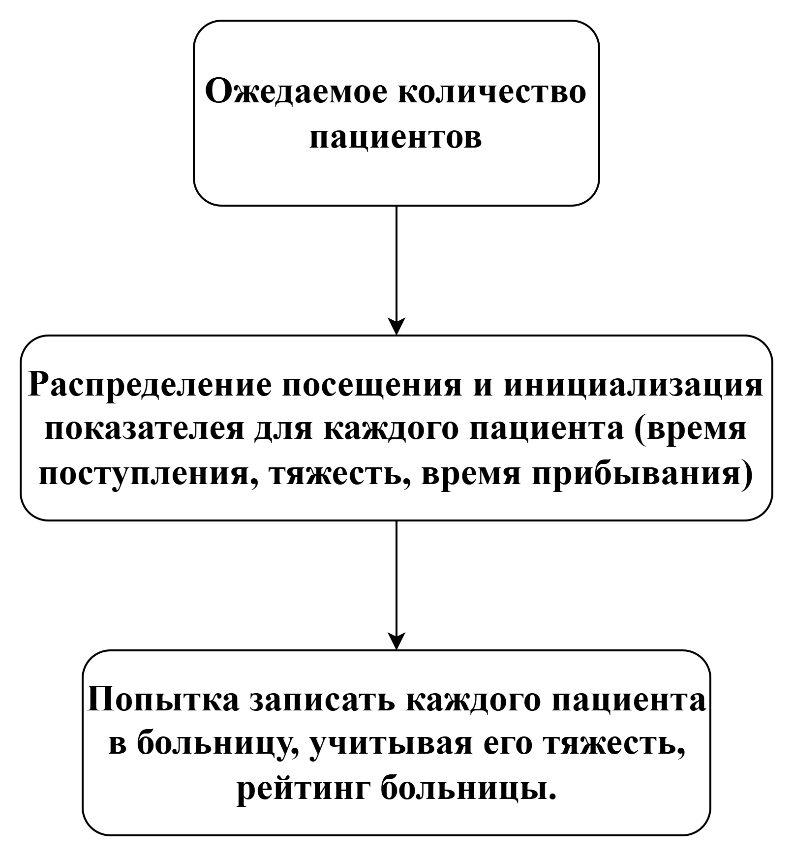 Ожедаемое количество
пациентов
Распределение посещения и инициализация
показателея для каждого пациента (время
поступления, тяжесть, время прибывания)
Попытка записать каждого пациента
в больницу, учитывая его тяжесть,
рейтинг больницы.